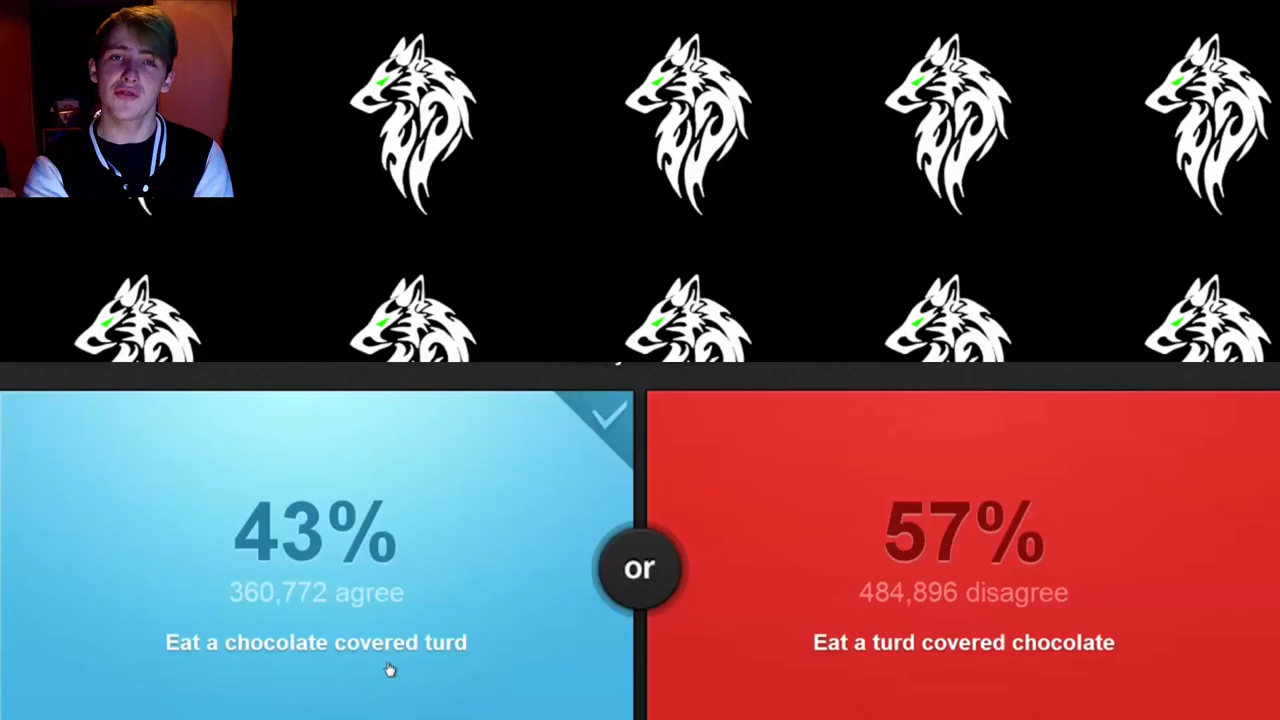 43%
360,772 agree
Eat a chocolate covered turd
or
57%
484,896 disagree
Eat a turd covered chocolate